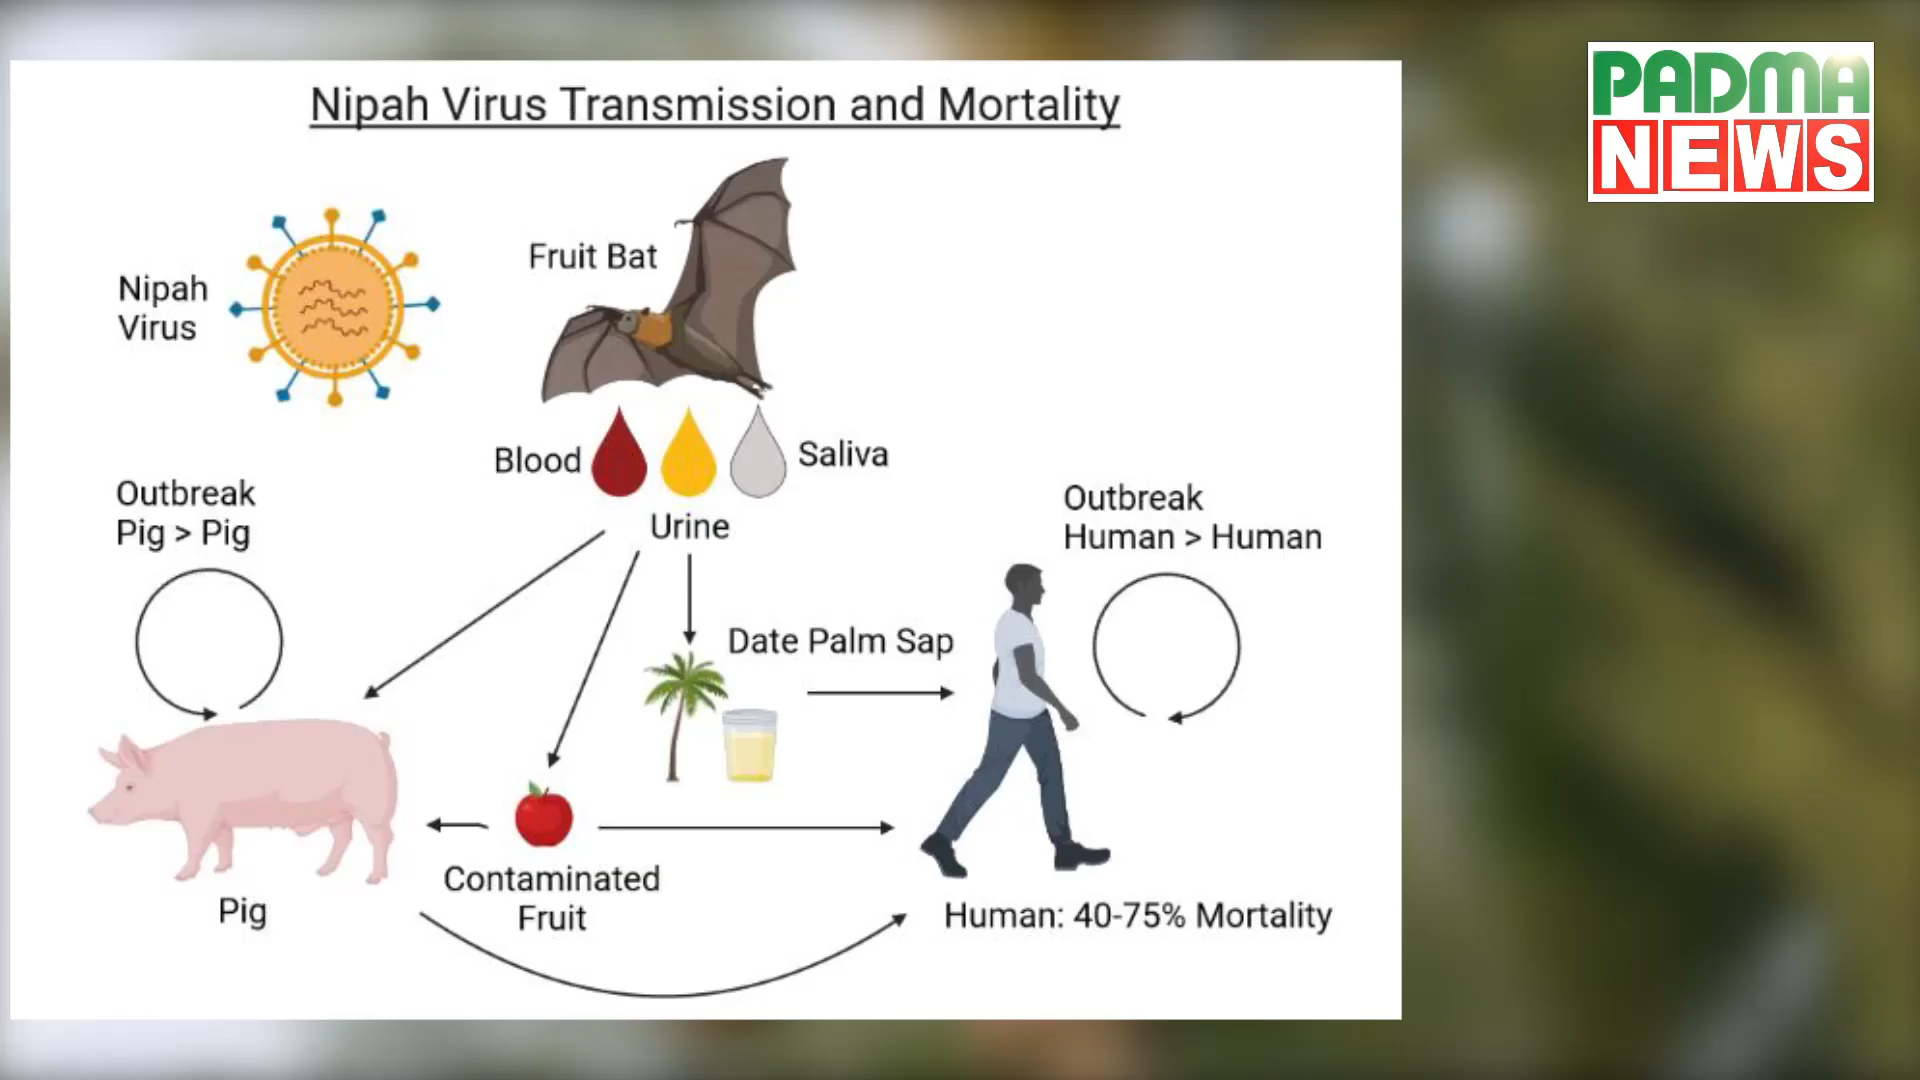 Nipah Virus Transmission and Mortality
PADMA
NEWS
Fruit Bat
Nipah
Virus
Blood
Saliva
Urine
Outbreak
Pig > Pig
Outbreak
Human > Human
Date Palm Sap
Contaminated
Fruit
Pig
Human: 40-75% Mortality